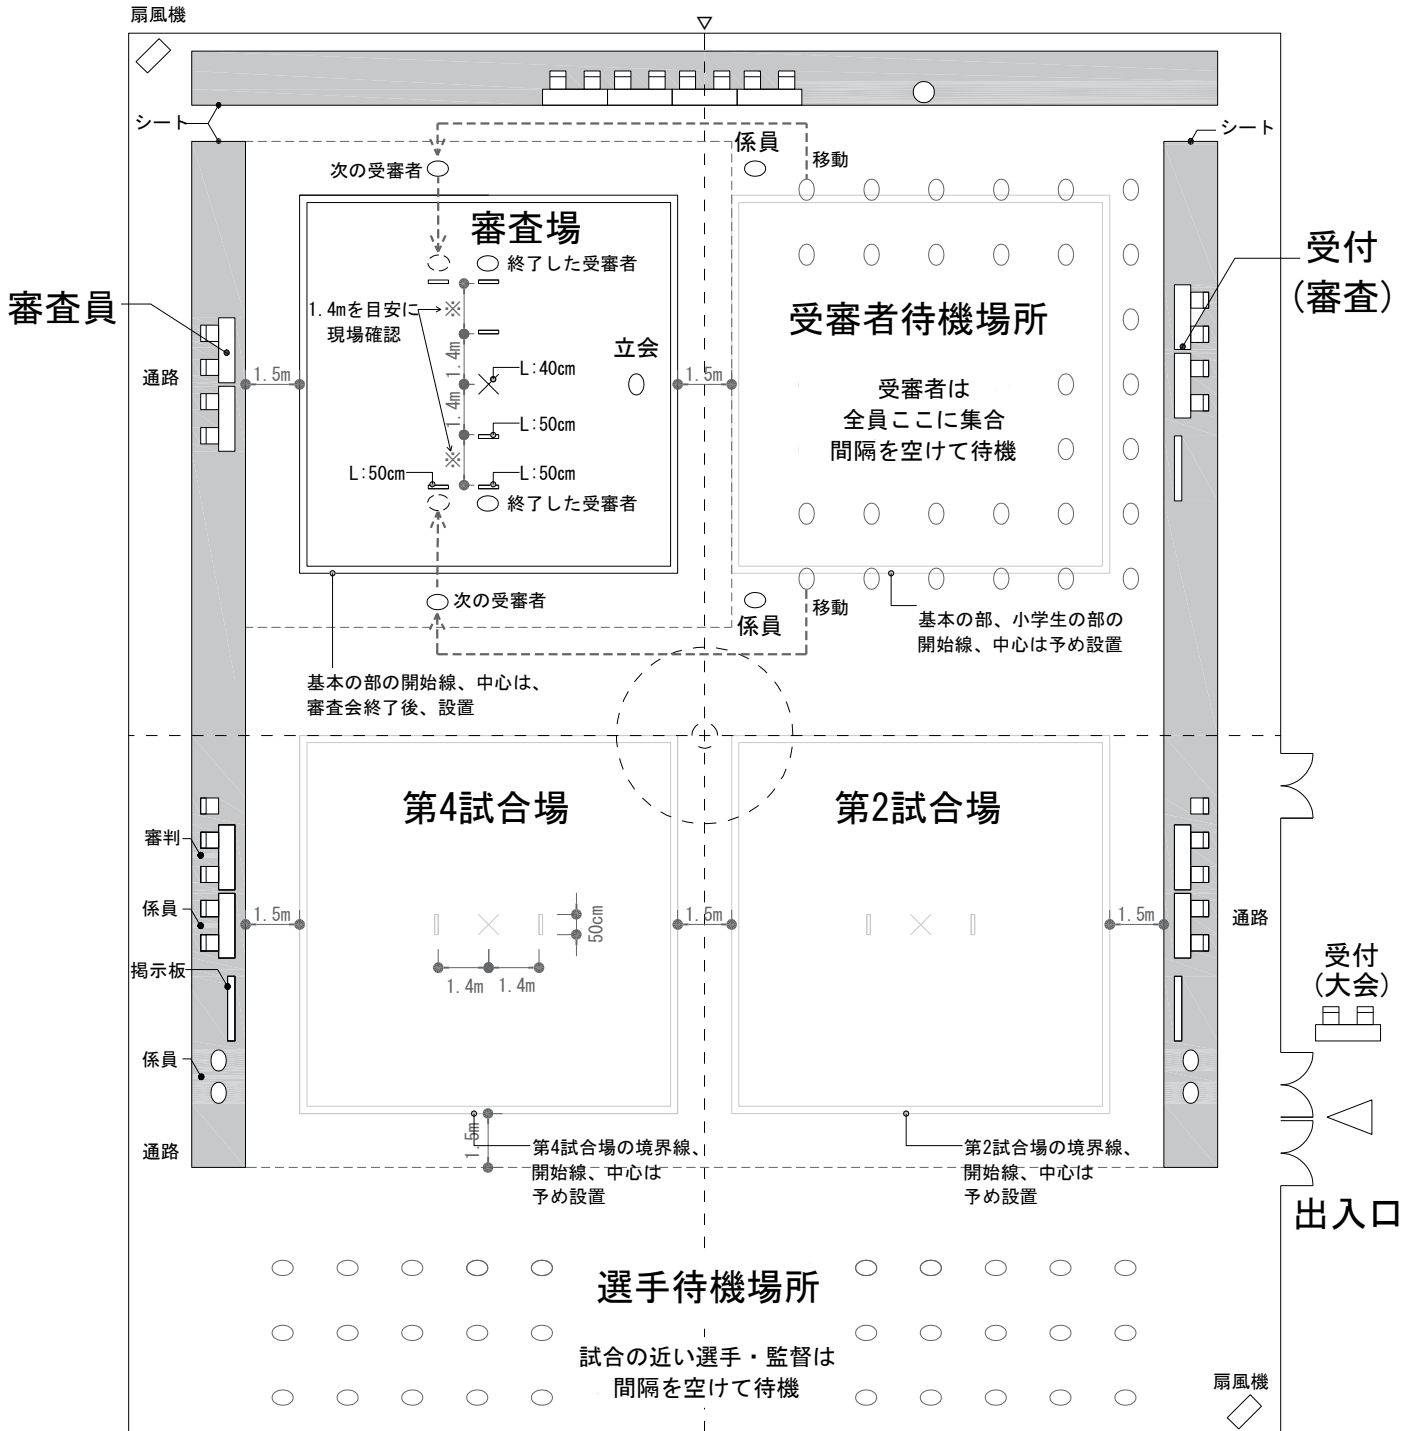 扇風機
シート
シート
係員
移動
次の受審者
審査場
終了した受審者
受付
(審査)
審査員
1.4mを目安に
現場確認
※
受審者待機場所
立会
通路
1.5m
1.4m
L:40cm
1.5m
受審者は
全員ここに集合
間隔を空けて待機
1.4m
L:50cm
※
L:50cm
L:50cm
終了した受審者
次の受審者
移動
係員
基本の部、小学生の部の
開始線、中心は予め設置
基本の部の開始線、中心は、
審査会終了後、設置
第4試合場
第2試合場
審判
係員
1.5m
50cm
1.5m
1.5m
通路
掲示板
1.4m
1.4m
受付
(大会)
係員
通路
1.5m
第4試合場の境界線、
開始線、中心は
予め設置
第2試合場の境界線、
開始線、中心は
予め設置
出入口
選手待機場所
試合の近い選手・監督は
間隔を空けて待機
扇風機